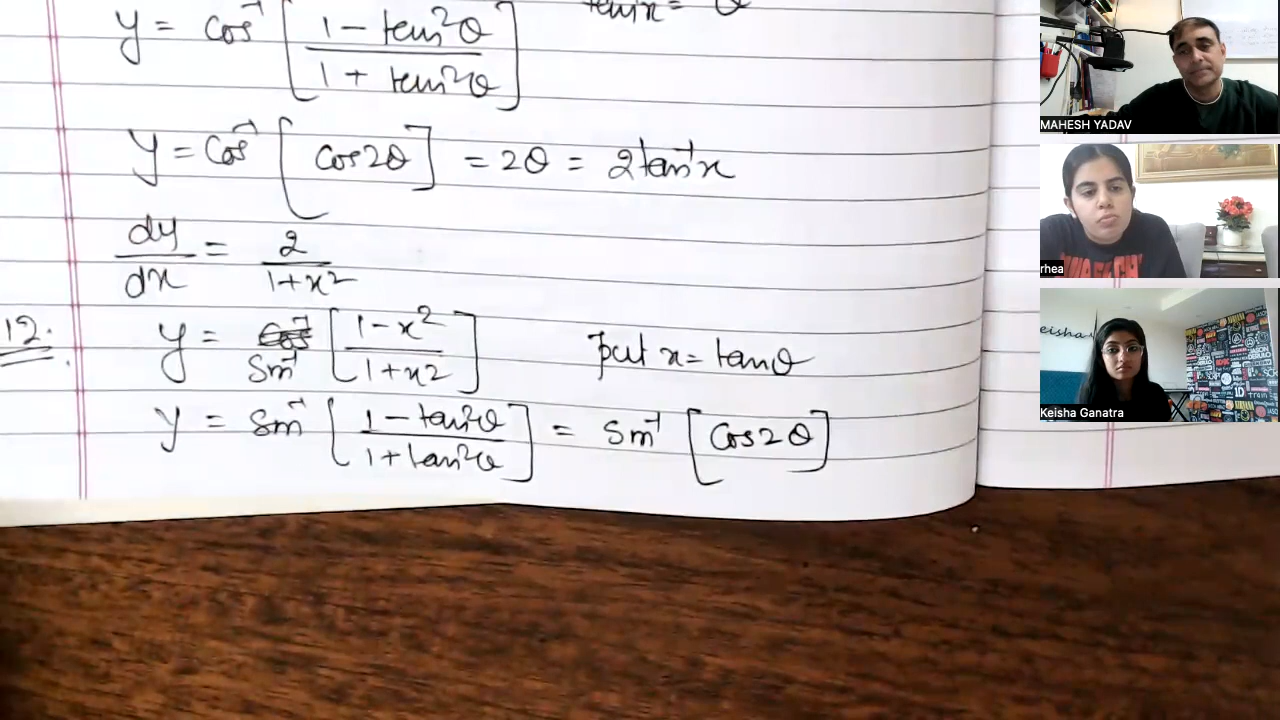 y = cos⁻¹ [ (1 - tan²θ) / (1 + tan²θ) ] tan⁻¹x = θ
y = cos⁻¹ [ cos2θ ] = 2θ = 2tan⁻¹x
dy/dx = 2 / (1+x²)
12. y = sin⁻¹ [ (1-x²) / (1+x²) ] put x = tanθ
y = sin⁻¹ [ (1 - tan²θ) / (1+tan²θ) ] = sin⁻¹ [ cos2θ ]
MAHESH YADAV
rhea
Keisha Ganatra